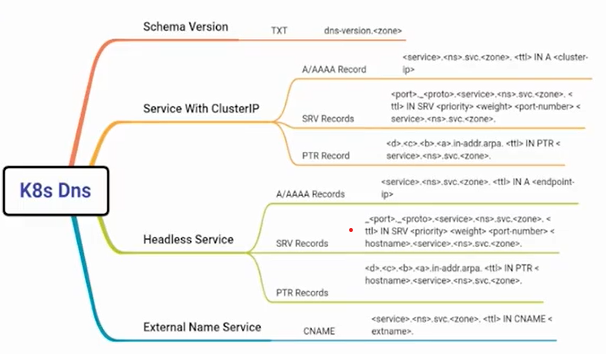 K8s Dns
Schema Version
TXT
dns-version.<zone>
Service With ClusterIP
A/AAAA Record
<service>.<ns>.svc.<zone>. <ttl> IN A <cluster-
ip>
SRV Records
<port>._<proto>.<service>.<ns>.svc.<zone>. <
ttl> IN SRV <priority> <weight> <port-number> <
service>.<ns>.svc.<zone>.
PTR Record
<d>.<c>.<b>.<a>.in-addr.arpa. <ttl> IN PTR <
service>.<ns>.svc.<zone>.
Headless Service
A/AAAA Records
<service>.<ns>.svc.<zone>. <ttl> IN A <endpoint-
ip>
SRV Records
_<port>._<proto>.<service>.<ns>.svc.<zone>. <
ttl> IN SRV <priority> <weight> <port-number> <
hostname>.<service>.<ns>.svc.<zone>.
PTR Records
<d>.<c>.<b>.<a>.in-addr.arpa. <ttl> IN PTR <
hostname>.<service>.<ns>.svc.<zone>.
External Name Service
CNAME
<service>.<ns>.svc.<zone>. <ttl> IN CNAME <
extname>.